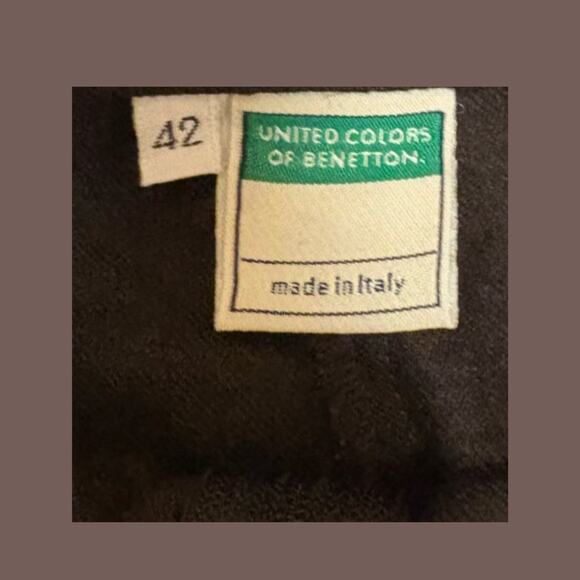 42
UNITED COLORS
OF BENETTON.
made in Italy